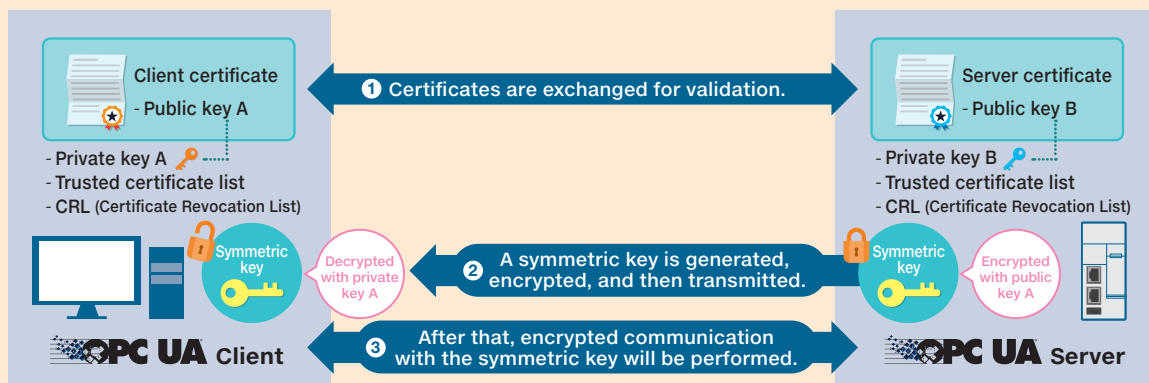 Client certificate
- Public key A
- Private key A
- Trusted certificate list
- CRL (Certificate Revocation List)
① Certificates are exchanged for validation.
Server certificate
- Public key B
- Private key B
- Trusted certificate list
- CRL (Certificate Revocation List)
Symmetric
key
Decrypted
with private
key A
② A symmetric key is generated,
encrypted, and then transmitted.
Symmetric
key
Encrypted
with public
key A
③ After that, encrypted communication
with the symmetric key will be performed.
OPC UA Client
OPC UA Server